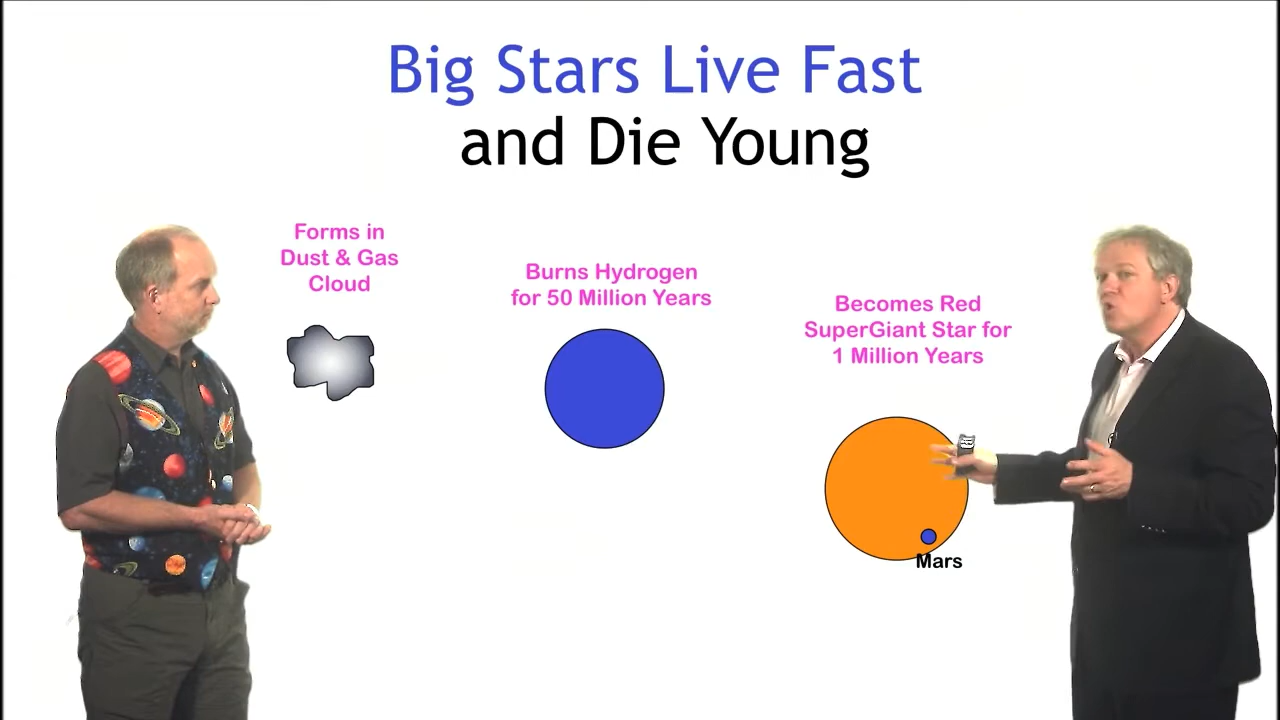 Big Stars Live Fast
and Die Young
Forms in
Dust & Gas
Cloud
Burns Hydrogen
for 50 Million Years
Becomes Red
SuperGiant Star for
1 Million Years
Mars